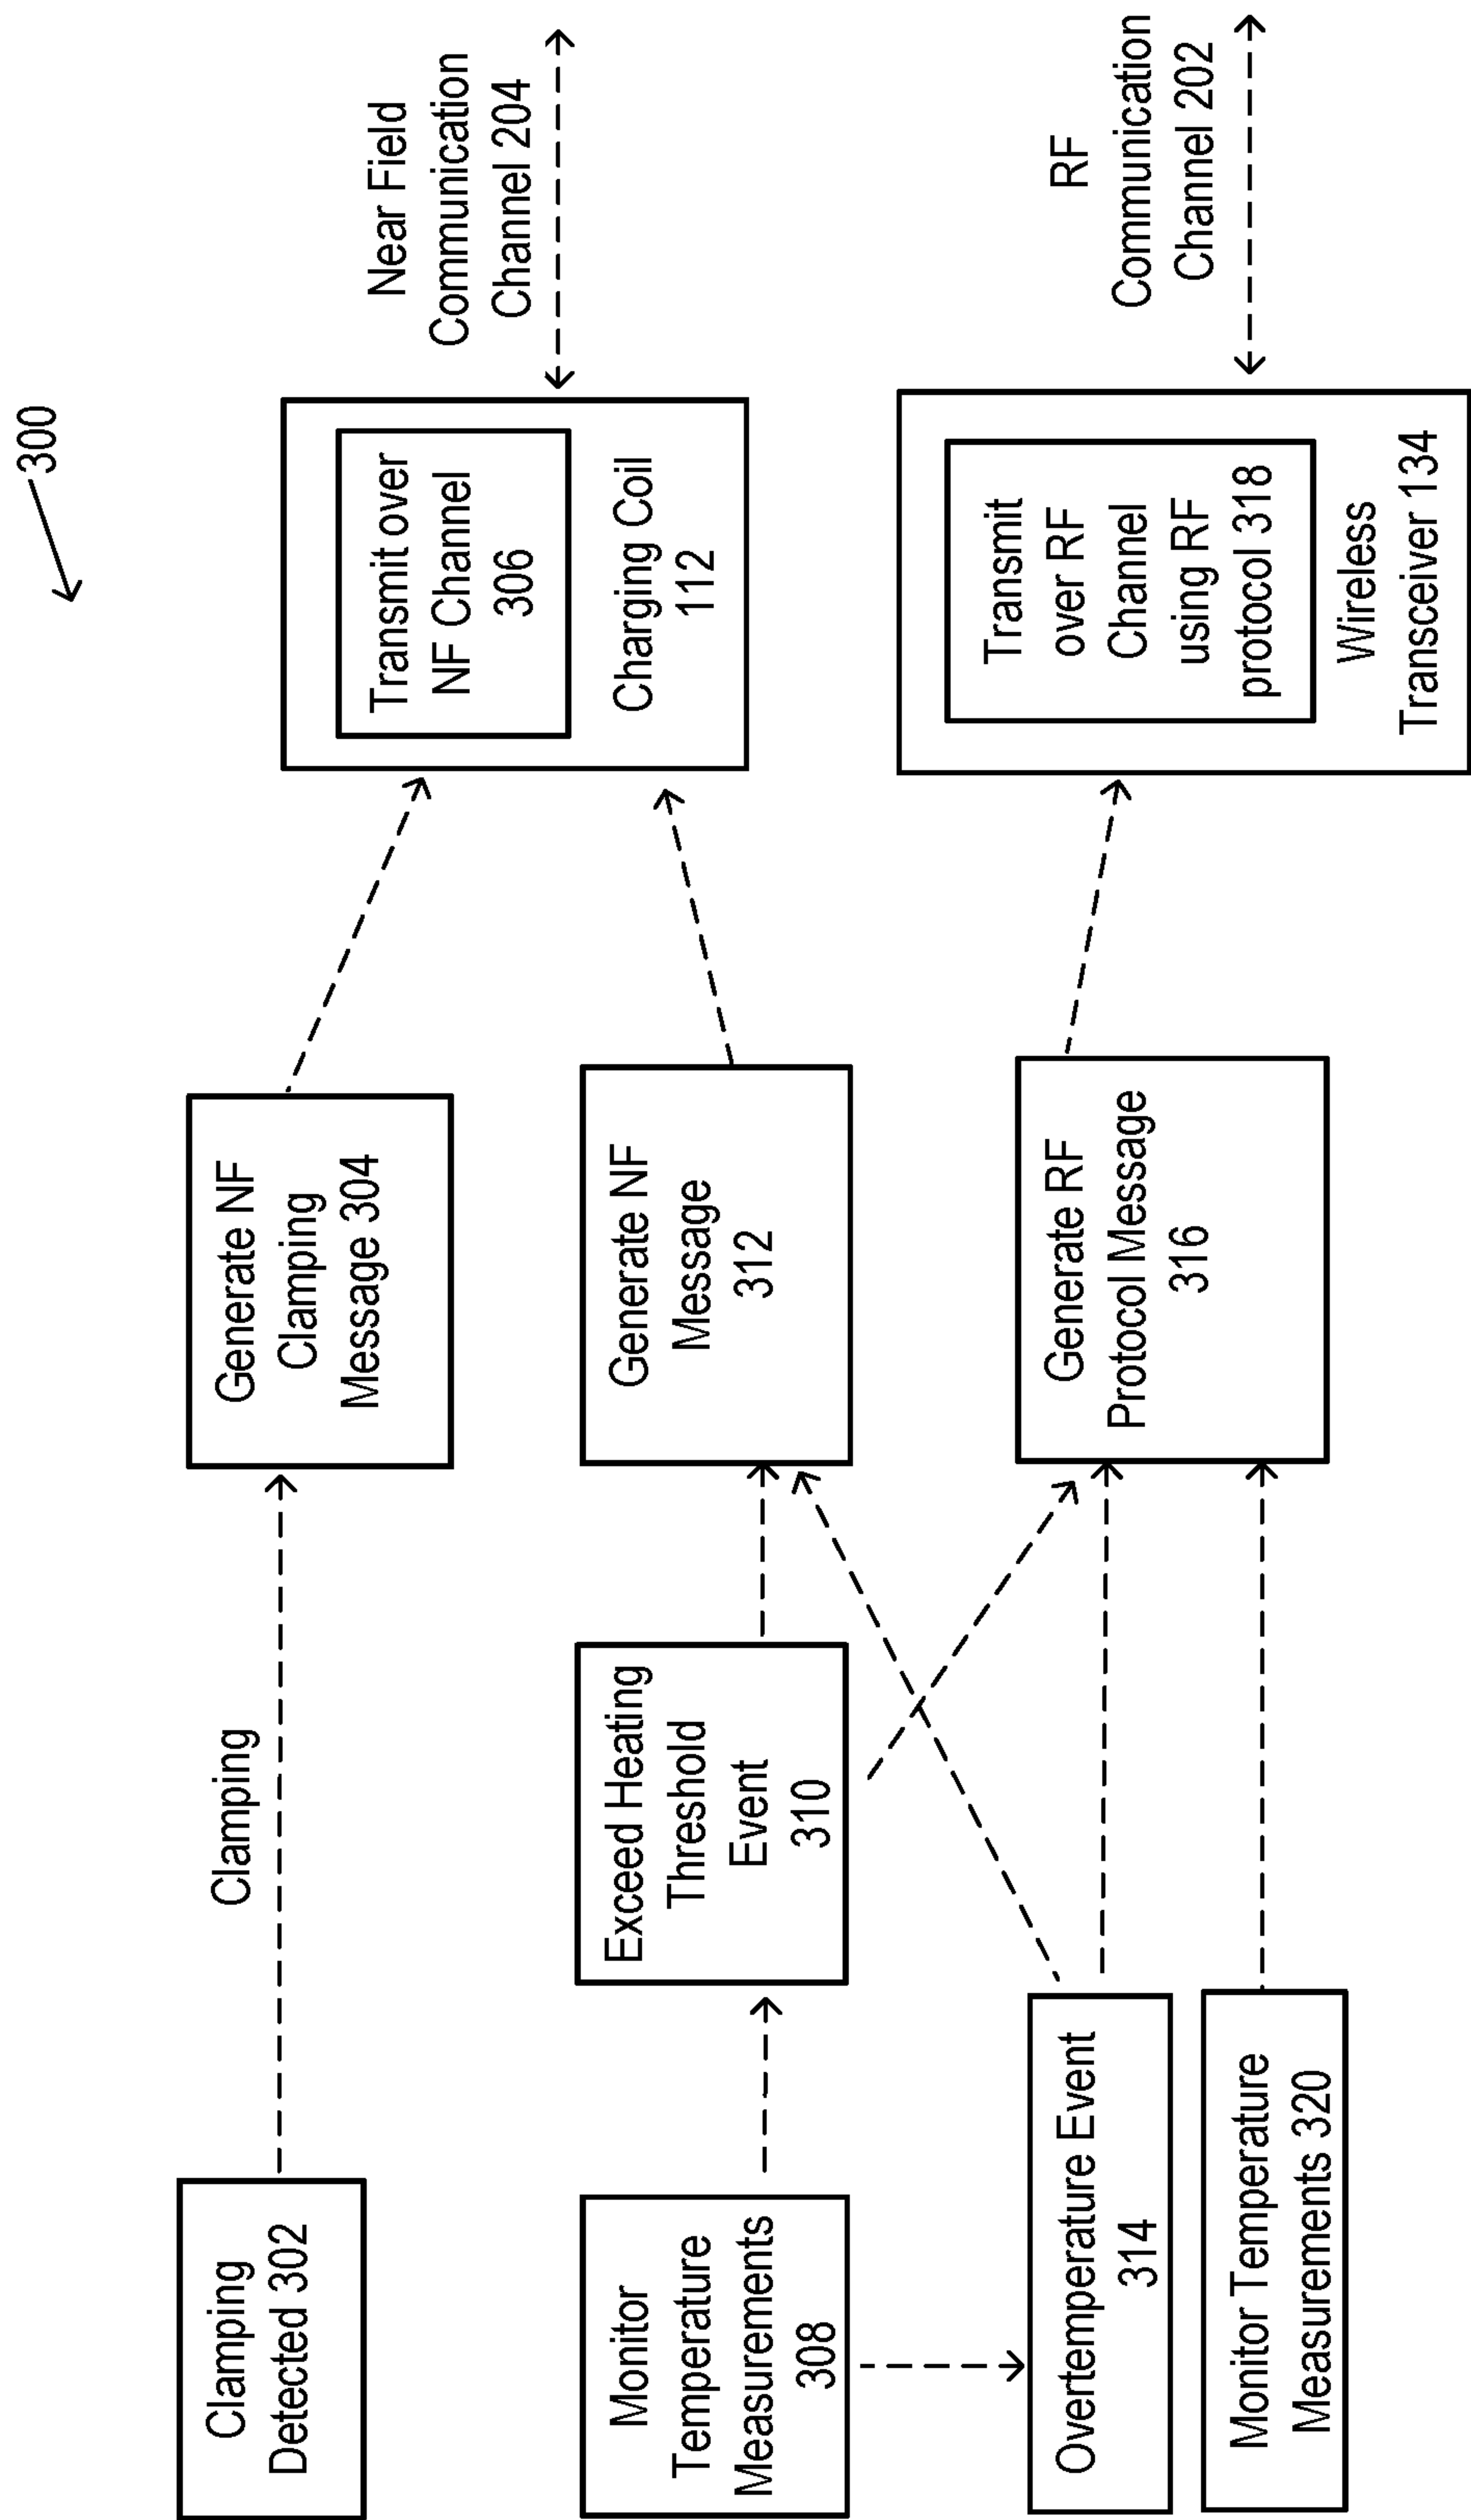 300
Clamping
Detected 302
Clamping
Generate NF
Clamping
Message 304
Transmit over
NF Channel
306
Charging Coil
112
Near Field
Communication
Channel 204
Monitor
Temperature
Measurements
308
Exceed Heating
Threshold
Event
310
Generate NF
Message
312
Overtemperature Event
314
Monitor Temperature
Measurements 320
Generate RF
Protocol Message
316
Transmit
over RF
Channel
using RF
protocol 318
Wireless
Transceiver 134
RF
Communication
Channel 202